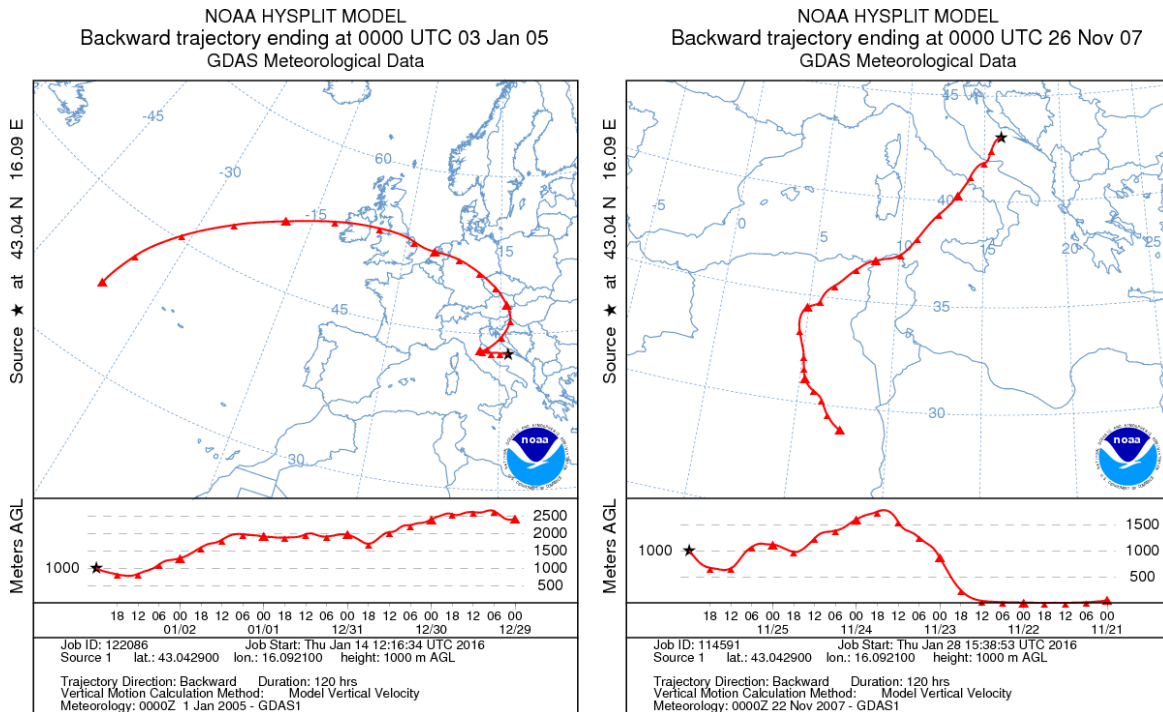 NOAA HYSPLIT MODEL
Backward trajectory ending at 0000 UTC 03 Jan 05
GDAS Meteorological Data
Source ★ at 43.04 N 16.09 E
-45
-30
-15
60
15
45
30
noaa
Meters AGL
1000
2500
2000
1500
1000
500
18 12 06 00 18 12 06 00 18 12 06 00 18 12 06 00 18 12 06 00
01/02 01/01 12/31 12/30 12/29
Job ID: 122086 Job Start: Thu Jan 14 12:16:34 UTC 2016
Source 1 lat.: 43.042900 lon.: 16.092100 height: 1000 m AGL
Trajectory Direction: Backward Duration: 120 hrs
Vertical Motion Calculation Method: Model Vertical Velocity
Meteorology: 0000Z 1 Jan 2005 - GDAS1
NOAA HYSPLIT MODEL
Backward trajectory ending at 0000 UTC 26 Nov 07
GDAS Meteorological Data
Source ★ at 43.04 N 16.09 E
45
-5
0
5
10
40
15
20
25
35
30
noaa
Meters AGL
1000
1500
1000
500
18 12 06 00 18 12 06 00 18 12 06 00 18 12 06 00 18 12 06 00
11/25 11/24 11/23 11/22 11/21
Job ID: 114591 Job Start: Thu Jan 28 15:38:53 UTC 2016
Source 1 lat.: 43.042900 lon.: 16.092100 height: 1000 m AGL
Trajectory Direction: Backward Duration: 120 hrs
Vertical Motion Calculation Method: Model Vertical Velocity
Meteorology: 0000Z 22 Nov 2007 - GDAS1